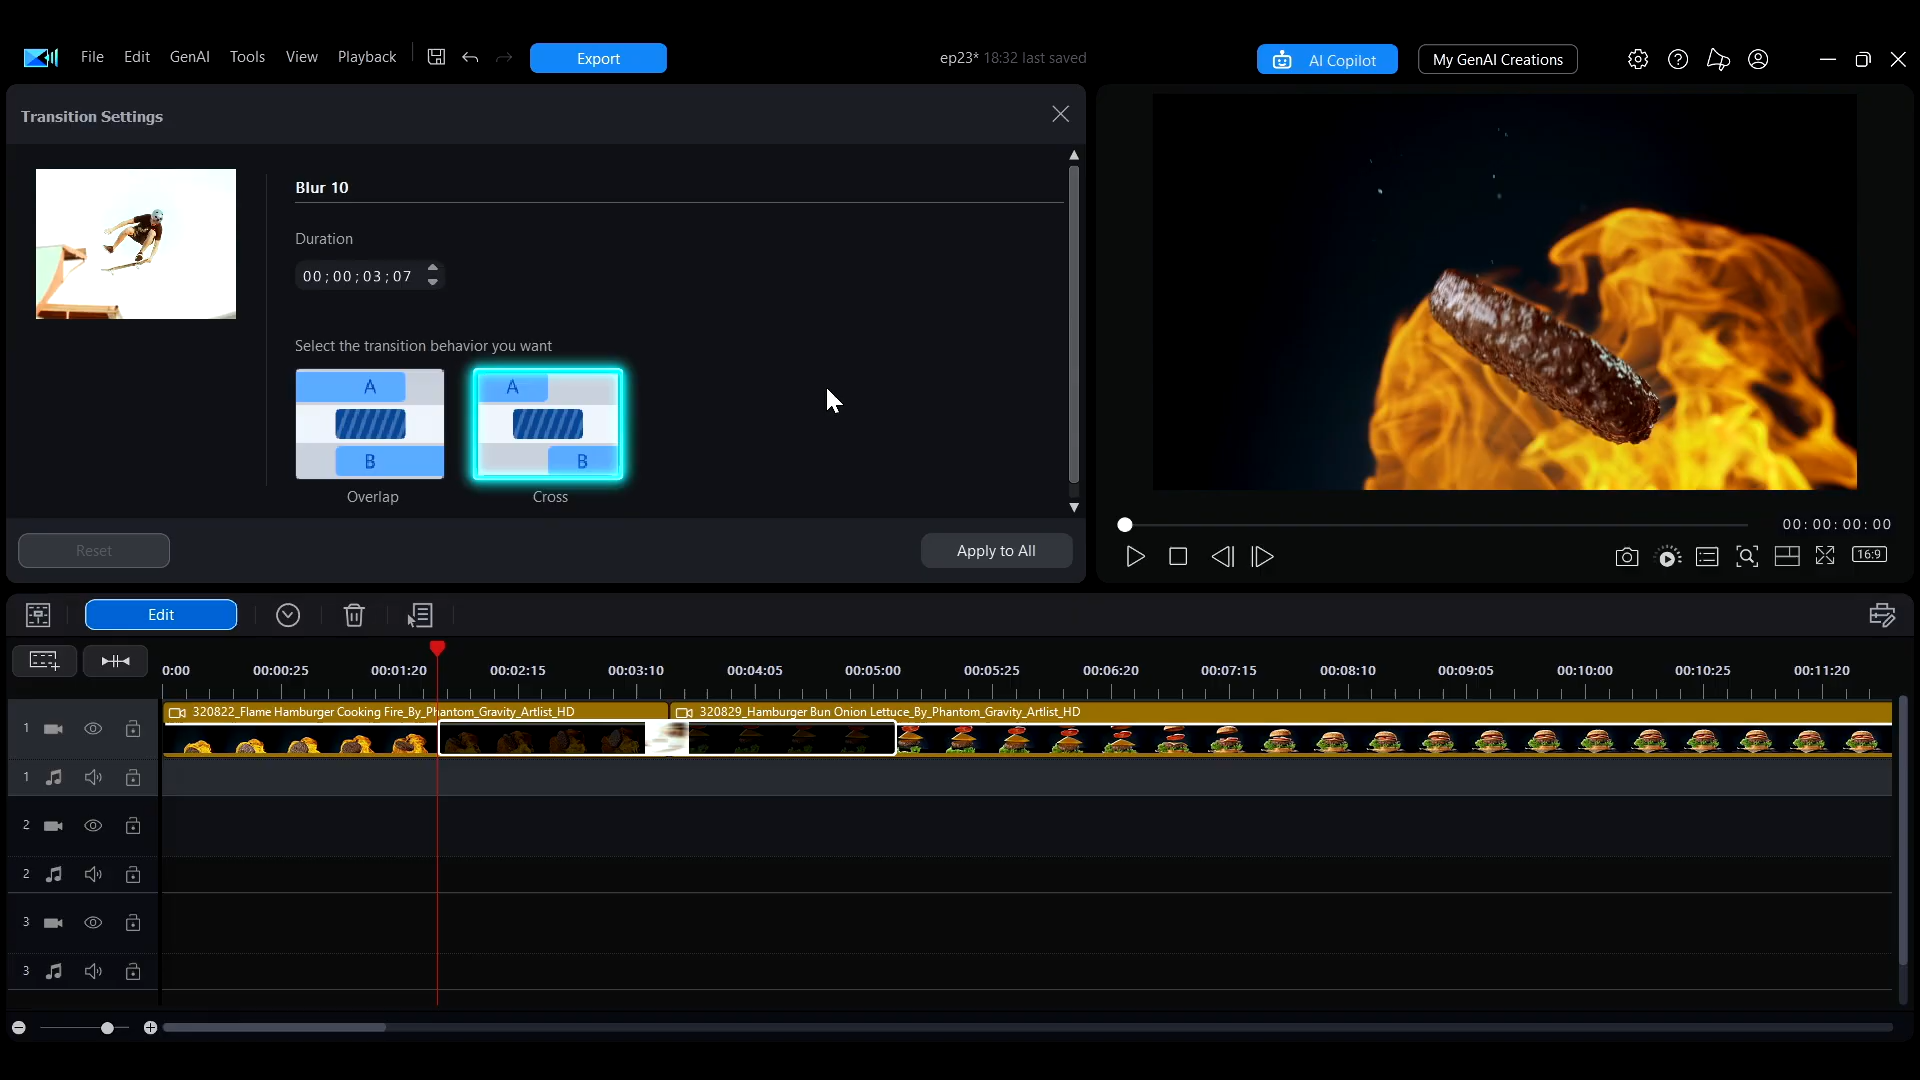 File Edit GenAI Tools View Playback Export ep23* 18:32 last saved AI Copilot My GenAI Creations
Transition Settings
Blur 10
Duration
00;00;03;07
Select the transition behavior you want
A
B
Overlap
A
B
Cross
Reset Apply to All
00:00:00:00
16:9
Edit
0:00 00:00:25 00:01:20 00:02:15 00:03:10 00:04:05 00:05:00 00:05:25 00:06:20 00:07:15 00:08:10 00:09:05 00:10:00 00:10:25 00:11:20
320822_Flame Hamburger Cooking Fire_By_Phantom_Gravity_Artlist_HD 320829_Hamburger Bun Onion Lettuce_By_Phantom_Gravity_Artlist_HD
1
1
2
2
3
3